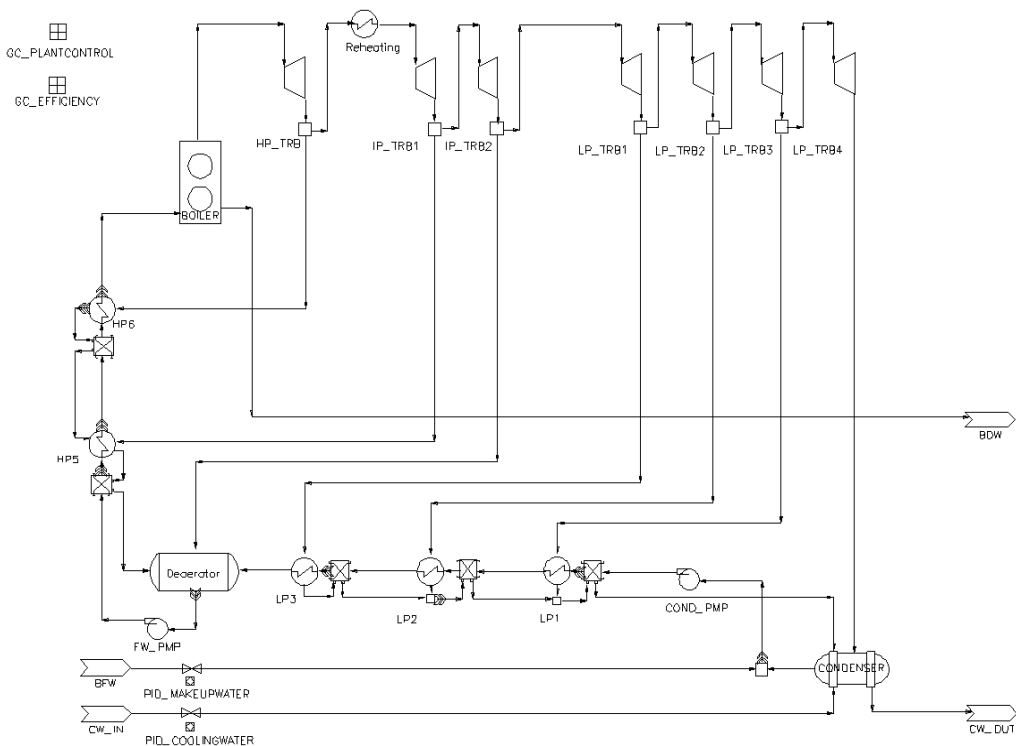 GC_PLANTCONTROL
GC_EFFICIENCY
Reheating
HP_TRB
IP_TRB1
IP_TRB2
LP_TRB1
LP_TRB2
LP_TRB3
LP_TRB4
BOILER
HP6
HP5
BDW
Deaerator
LP3
LP2
LP1
COND_PMP
FW_PMP
CONDENSER
BFW
PID_MAKEUPWATER
CW_IN
PID_COOLINGWATER
CW_OUT